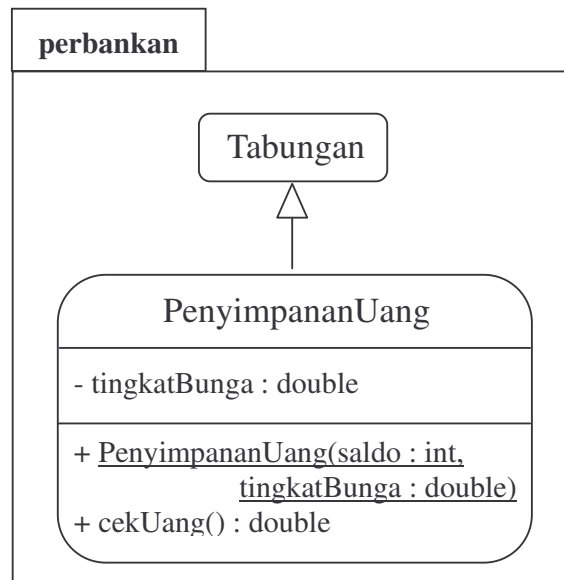 perbankan
Tabungan
PenyimpananUang
- tingkatBunga : double
+ PenyimpananUang(saldo : int,
tingkatBunga : double)
+ cekUang() : double